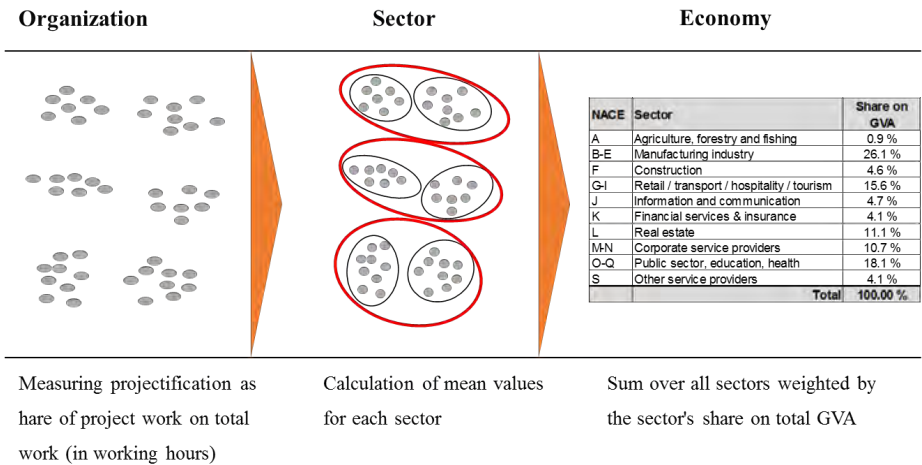 Organization Sector Economy
NACE Sector Share on GVA
A Agriculture, forestry and fishing 0.9 %
B-E Manufacturing industry 26.1 %
F Construction 4.6 %
G-I Retail / transport / hospitality / tourism 15.6 %
J Information and communication 4.7 %
K Financial services & insurance 4.1 %
L Real estate 11.1 %
M-N Corporate service providers 10.7 %
O-Q Public sector, education, health 18.1 %
S Other service providers 4.1 %
Total 100.00 %
Measuring projectification as
hare of project work on total
work (in working hours)
Calculation of mean values
for each sector
Sum over all sectors weighted by
the sector's share on total GVA